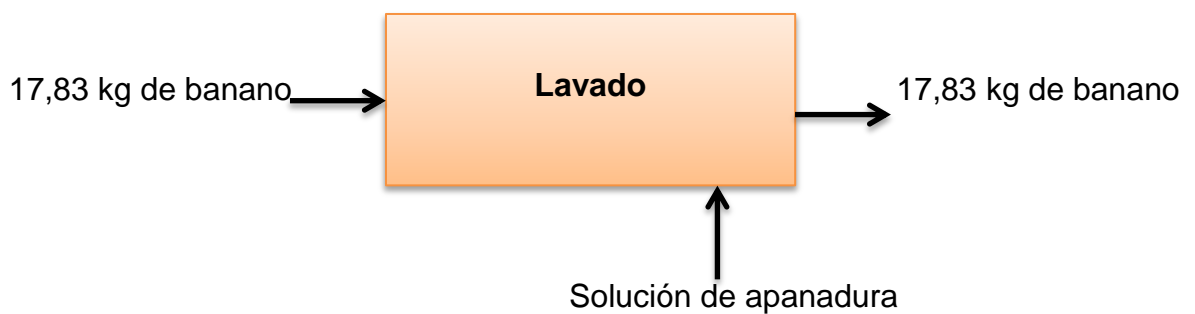 17,83 kg de banano
Lavado
17,83 kg de banano
Solución de apanadura